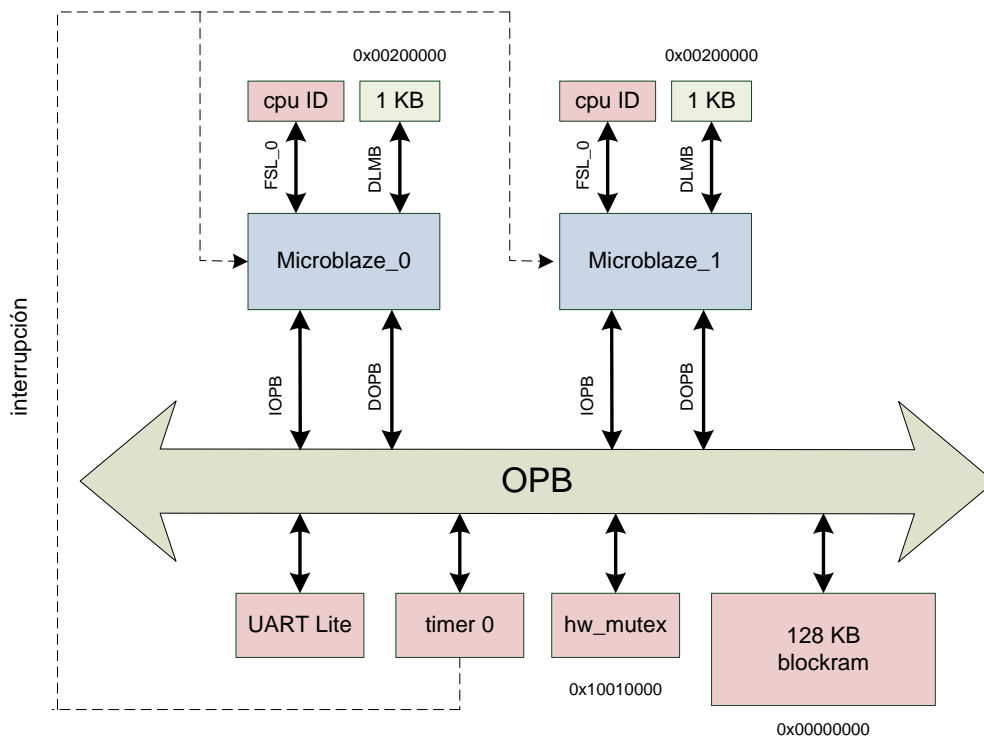 0x00200000
0x00200000
cpu ID
1 KB
cpu ID
1 KB
FSL_0
DLMB
FSL_0
DLMB
Microblaze_0
Microblaze_1
interrupción
IOPB
DOPB
IOPB
DOPB
OPB
UART Lite
timer 0
hw_mutex
128 KB
blockram
0x10010000
0x00000000